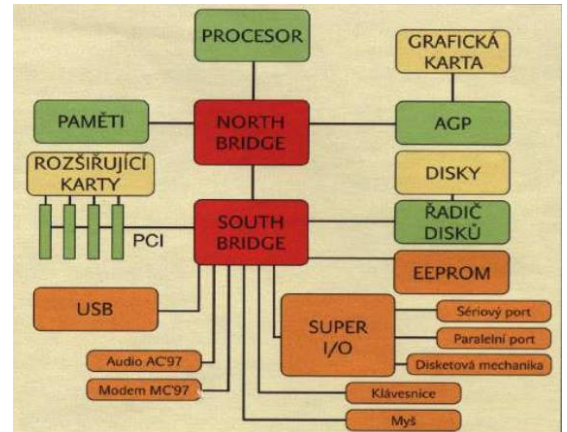 PROCESOR
GRAFICKÁ
KARTA
PAMĚTI
NORTH
BRIDGE
AGP
ROZŠIŘUJÍCÍ
KARTY
DISKY
PCI
SOUTH
BRIDGE
ŘADIČ
DISKŮ
EEPROM
USB
SUPER
I/O
Sériový port
Paralelní port
Disketová mechanika
Audio AC'97
Modem MC'97
Klávesnice
Myš